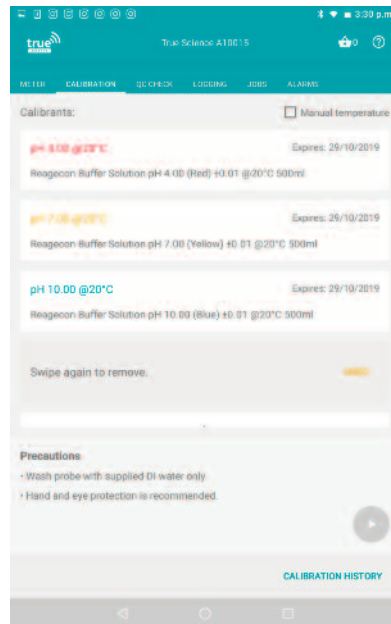 3:30 p.m
true
True Science A10015
0
METER CALIBRATION QC CHECK LOGGING JOBS ALARMS
Calibrants:
Manual temperature
pH 4.00 @20°C
Expires: 29/10/2019
Reagecon Buffer Solution pH 4.00 (Red) ±0.01 @20°C 500ml
pH 7.00 @20°C
Expires: 29/10/2019
Reagecon Buffer Solution pH 7.00 (Yellow) ±0.01 @20°C 500ml
pH 10.00 @20°C
Expires: 29/10/2019
Reagecon Buffer Solution pH 10.00 (Blue) ±0.01 @20°C 500ml
Swipe again to remove.
Precautions
• Wash probe with supplied DI water only
• Hand and eye protection is recommended.
CALIBRATION HISTORY